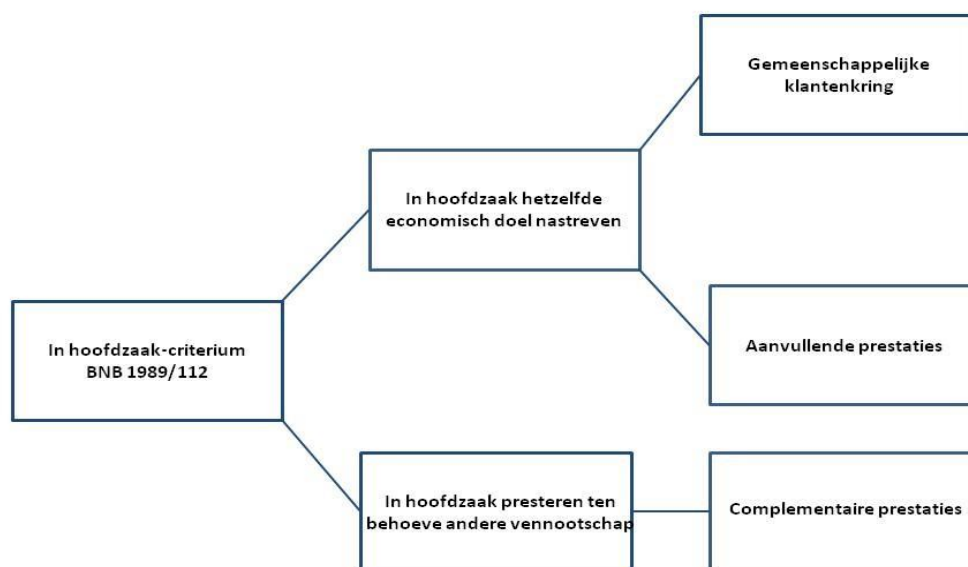 Gemeenschappelijke
klantenkring
In hoofdzaak hetzelfde
economisch doel nastreven
Aanvullende prestaties
In hoofdzaak-criterium
BNB 1989/112
In hoofdzaak presteren ten
behoeve andere vennootschap
Complementaire prestaties